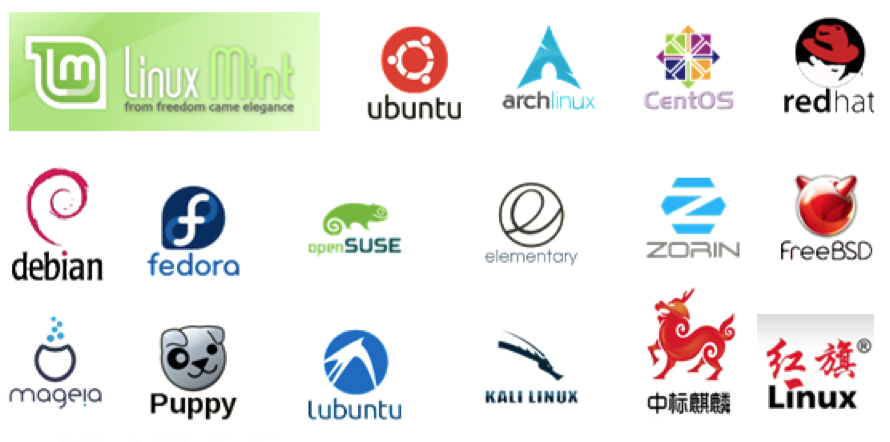 Lm Linux Mint
from freedom came elegance
ubuntu
archlinux
CentOS
redhat
debian
fedora
openSUSE
elementary
ZORIN
FreeBSD
mageia
Puppy
Lubuntu
KALI LINUX
中标麒麟
红旗®
Linux